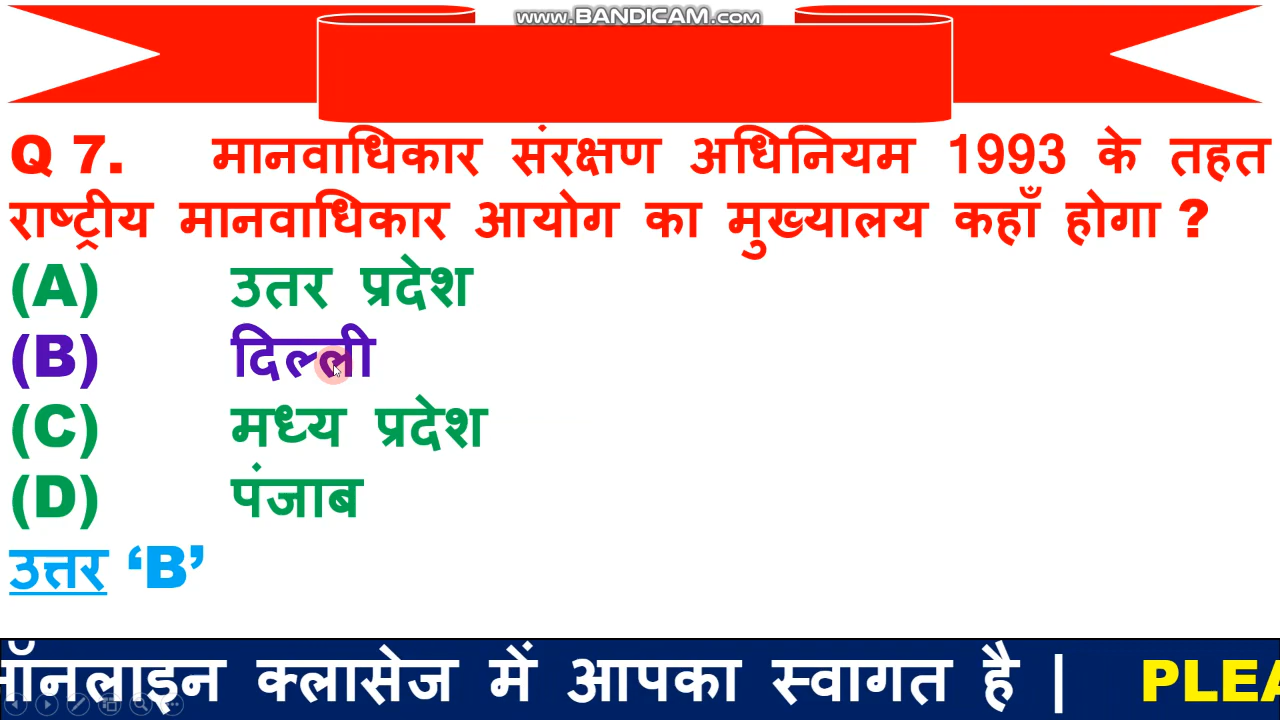 www.BANDICAM.com
Q 7. मानवाधिकार संरक्षण अधिनियम 1993 के तहत
राष्ट्रीय मानवाधिकार आयोग का मुख्यालय कहाँ होगा ?
(A) उतर प्रदेश
(B) दिल्ली
(C) मध्य प्रदेश
(D) पंजाब
उत्तर ‘B’
ऑनलाइन क्लासेज में आपका स्वागत है | PLEA